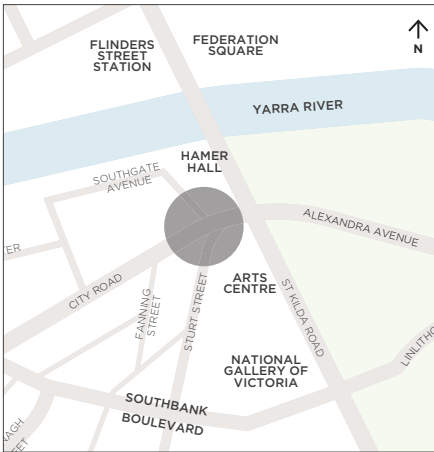 FLINDERS
STREET
STATION
FEDERATION
SQUARE
N
YARRA RIVER
HAMER
HALL
SOUTHGATE
AVENUE
ALEXANDRA AVENUE
CITY ROAD
FANNING
STREET
STURT STREET
ARTS
CENTRE
ST KILDA ROAD
NATIONAL
GALLERY OF
VICTORIA
SOUTHBANK
BOULEVARD